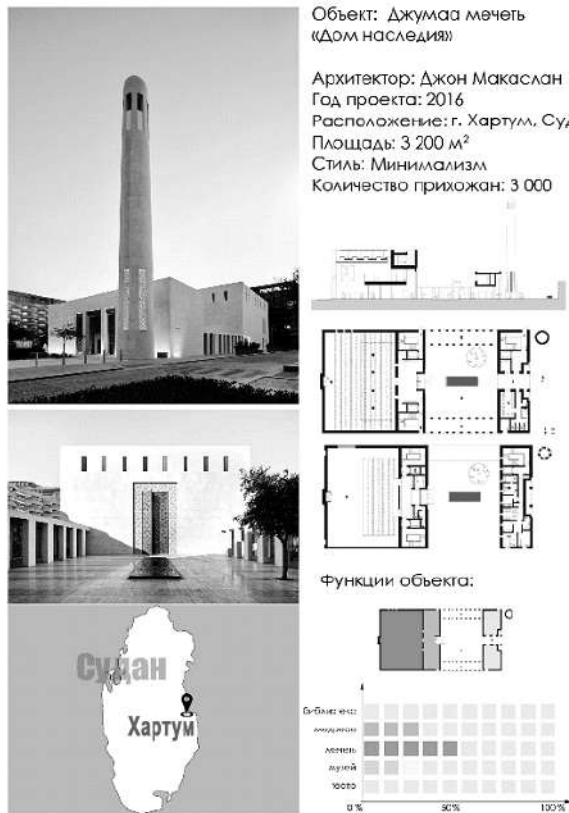 Объект: Джумаа мечеть
«Дом наследия»
Архитектор: Джон Макаслан
Год проекта: 2016
Расположение: г. Хартум, Суд
Площадь: 3 200 м²
Стиль: Минимализм
Количество прихожан: 3 000
Функции объекта:
Судан
Хартум
мечеть
музей
0 %
50%
100 %